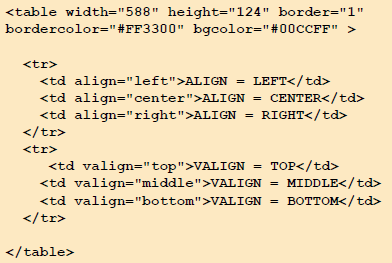 <table width="588" height="124" border="1"
bordercolor="#FF3300" bgcolor="#00CCFF" >
<tr>
<td align="left">ALIGN = LEFT</td>
<td align="center">ALIGN = CENTER</td>
<td align="right">ALIGN = RIGHT</td>
</tr>
<tr>
<td valign="top">VALIGN = TOP</td>
<td valign="middle">VALIGN = MIDDLE</td>
<td valign="bottom">VALIGN = BOTTOM</td>
</tr>
</table>